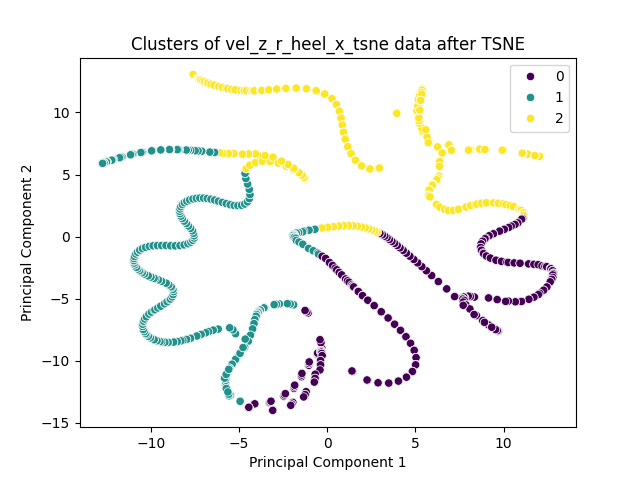 Clusters of vel_z_r_heel_x_tsne data after TSNE
0
1
2
10
5
0
−5
−10
−15
Principal Component 2
−10 −5 0 5 10
Principal Component 1